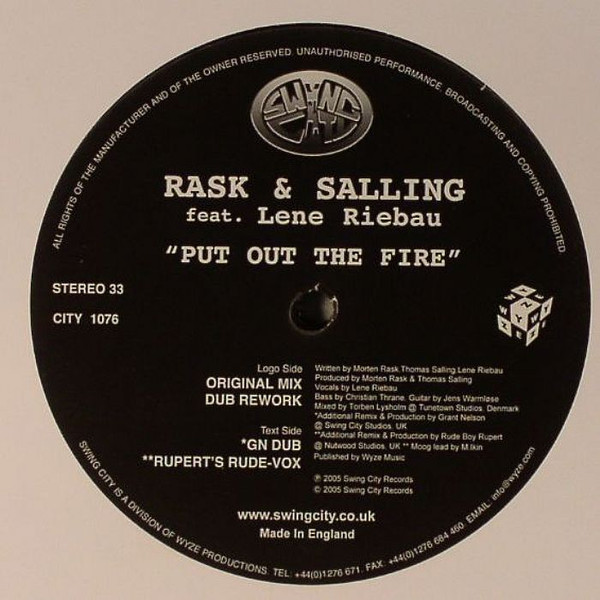 ALL RIGHTS OF THE MANUFACTURER AND OF THE OWNER RESERVED. UNAUTHORISED PERFORMANCE, BROADCASTING AND COPYING PROHIBITED
SWING
CITY
RASK & SALLING
feat. Lene Riebau
"PUT OUT THE FIRE"
STEREO 33
CITY 1076
Logo Side
ORIGINAL MIX
DUB REWORK
Text Side
*GN DUB
**RUPERT'S RUDE-VOX
Written by Morten Rask,Thomas Salling,Lene Riebau
Produced by Morten Rask & Thomas Salling
Vocals by Lene Riebau
Bass by Christian Thrane, Guitar by Jens Warmløse
Mixed by Torben Lysholm @ Tunetown Studios, Denmark
*Additional Remix & Production by Grant Nelson
@ Swing City Studios. UK
**Additional Remix & Production by Rude Boy Rupert
@ Nutwood Studios. UK ** Moog lead by M.Ikin
Published by Wyze Music
℗ 2005 Swing City Records
© 2005 Swing City Records
www.swingcity.co.uk
Made In England
SWING CITY IS A DIVISION OF WYZE PRODUCTIONS. TEL: +44(0)1276 671. FAX: +44(0)1276 684 460. EMAIL: info@wyze.com